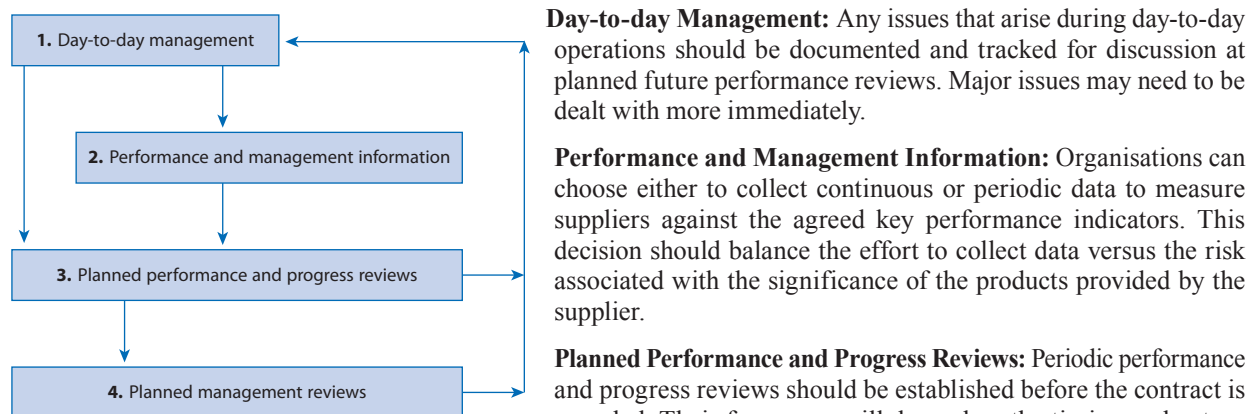 1. Day-to-day management
2. Performance and management information
3. Planned performance and progress reviews
4. Planned management reviews
Day-to-day Management: Any issues that arise during day-to-day
operations should be documented and tracked for discussion at
planned future performance reviews. Major issues may need to be
dealt with more immediately.
Performance and Management Information: Organisations can
choose either to collect continuous or periodic data to measure
suppliers against the agreed key performance indicators. This
decision should balance the effort to collect data versus the risk
associated with the significance of the products provided by the
supplier.
Planned Performance and Progress Reviews: Periodic performance
and progress reviews should be established before the contract is